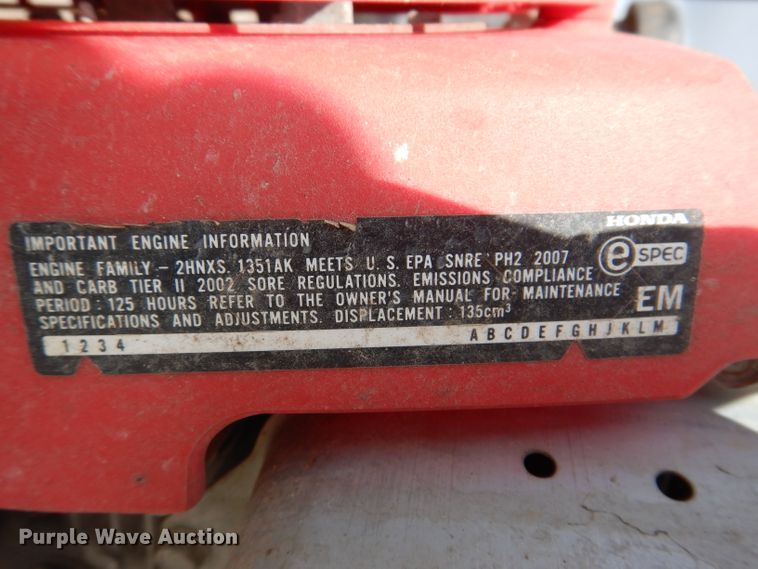 HONDA
IMPORTANT ENGINE INFORMATION
e SPEC
ENGINE FAMILY - 2HNXS. 1351AK MEETS U.S. EPA SNRE PH2 2007
AND CARB TIER II 2002 SORE REGULATIONS. EMISSIONS COMPLIANCE
PERIOD: 125 HOURS REFER TO THE OWNER'S MANUAL FOR MAINTENANCE
SPECIFICATIONS AND ADJUSTMENTS. DISPLACEMENT: 135cm³
EM
1 2 3 4 A B C D E F G H J K L M
Purple Wave Auction